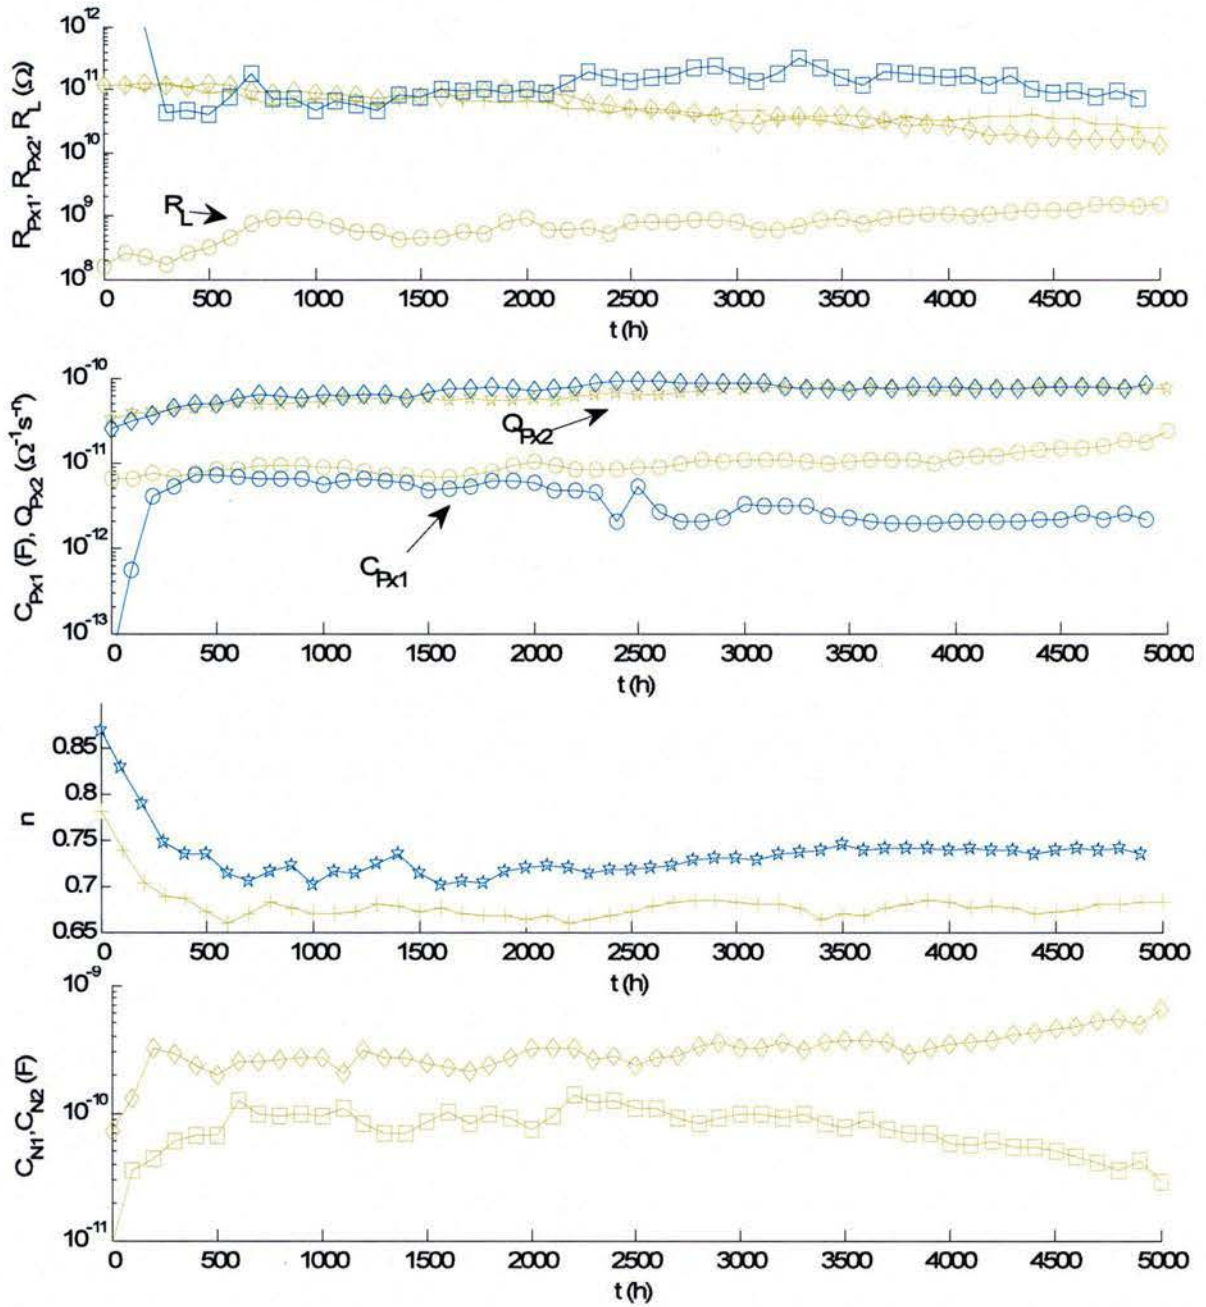 10^12
10^11
10^10
10^9
10^8
R_Px1, R_Px2, R_L (Ω)
R_L
0 500 1000 1500 2000 2500 3000 3500 4000 4500 5000
t (h)
10^-10
10^-11
10^-12
10^-13
C_Px1 (F), Q_Px2 (Ω^-1 s^-n)
Q_Px2
C_Px1
0 500 1000 1500 2000 2500 3000 3500 4000 4500 5000
t (h)
0.85
0.8
0.75
0.7
0.65
n
0 500 1000 1500 2000 2500 3000 3500 4000 4500 5000
t (h)
10^-9
10^-10
10^-11
C_N1, C_N2 (F)
0 500 1000 1500 2000 2500 3000 3500 4000 4500 5000
t (h)